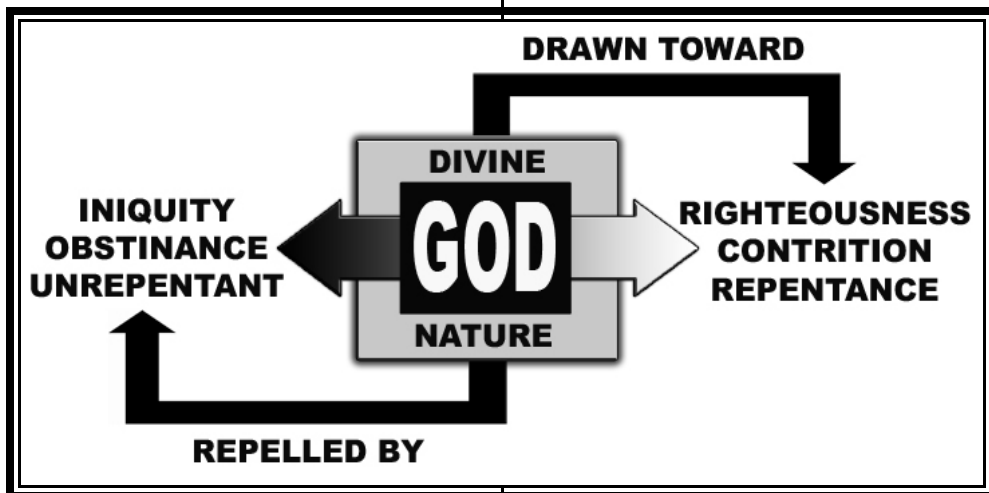 DRAWN TOWARD
DIVINE
GOD
NATURE
INIQUITY
OBSTINANCE
UNREPENTANT
RIGHTEOUSNESS
CONTRITION
REPENTANCE
REPELLED BY